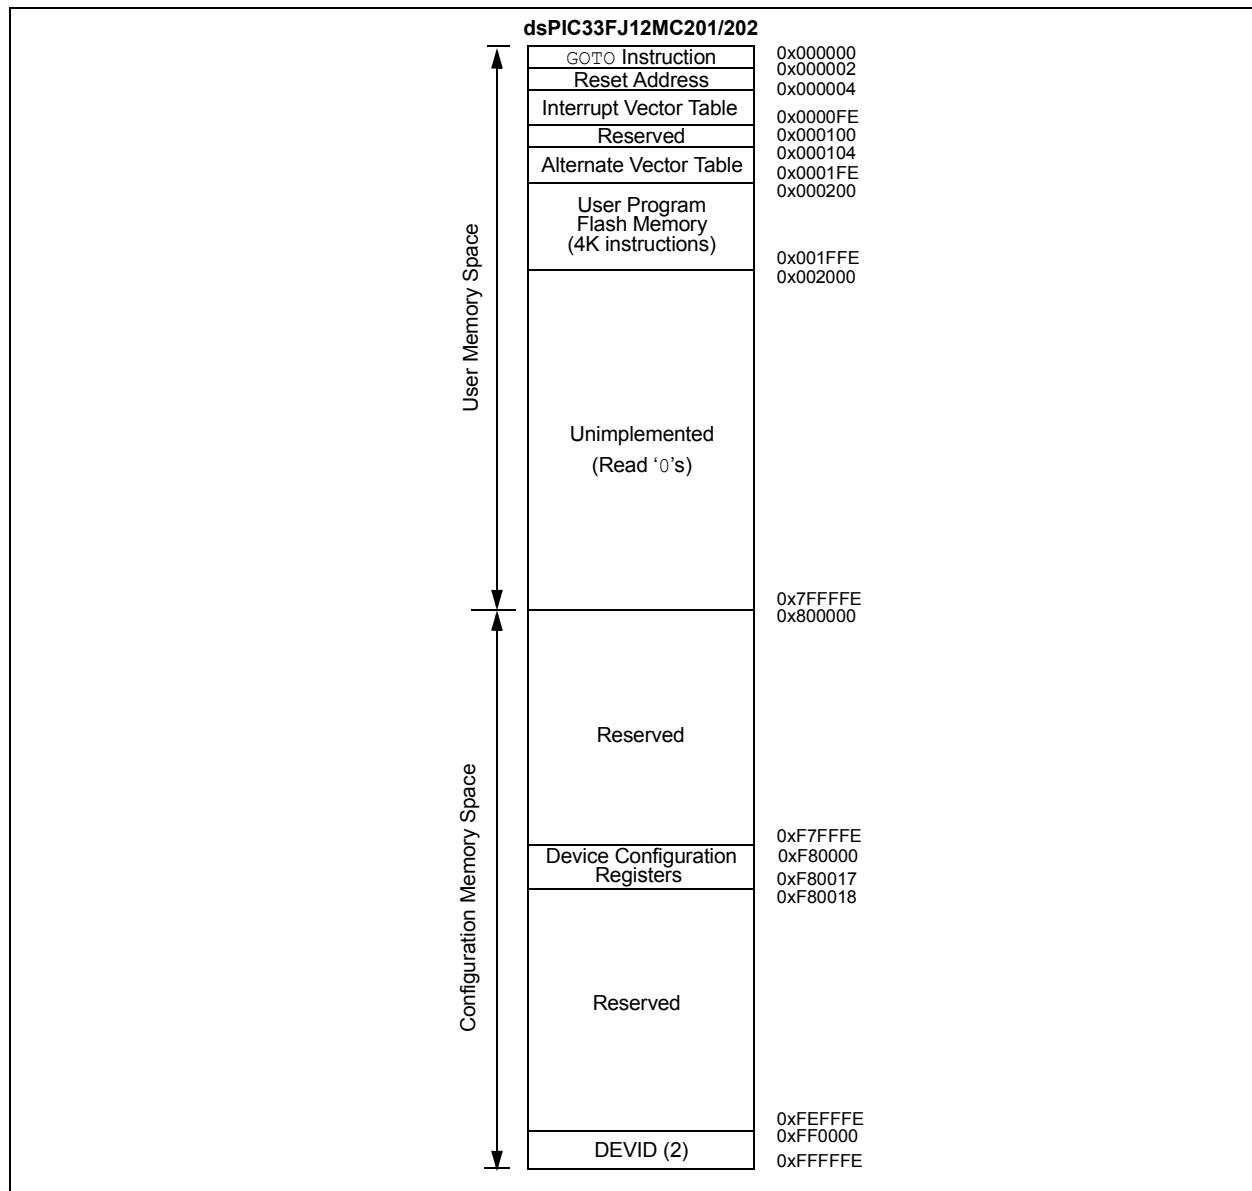 dsPIC33FJ12MC201/202
GOTO Instruction
0x000000
0x000002
Reset Address
0x000004
Interrupt Vector Table
0x0000FE
Reserved
0x000100
0x000104
Alternate Vector Table
0x0001FE
0x000200
User Program
Flash Memory
(4K instructions)
0x001FFE
0x002000
User Memory Space
Unimplemented
(Read ‘0’s)
0x7FFFFE
0x800000
Reserved
Configuration Memory Space
0xF7FFFE
Device Configuration
0xF80000
Registers
0xF80017
0xF80018
Reserved
0xFEFFFE
0xFF0000
DEVID (2)
0xFFFFFE